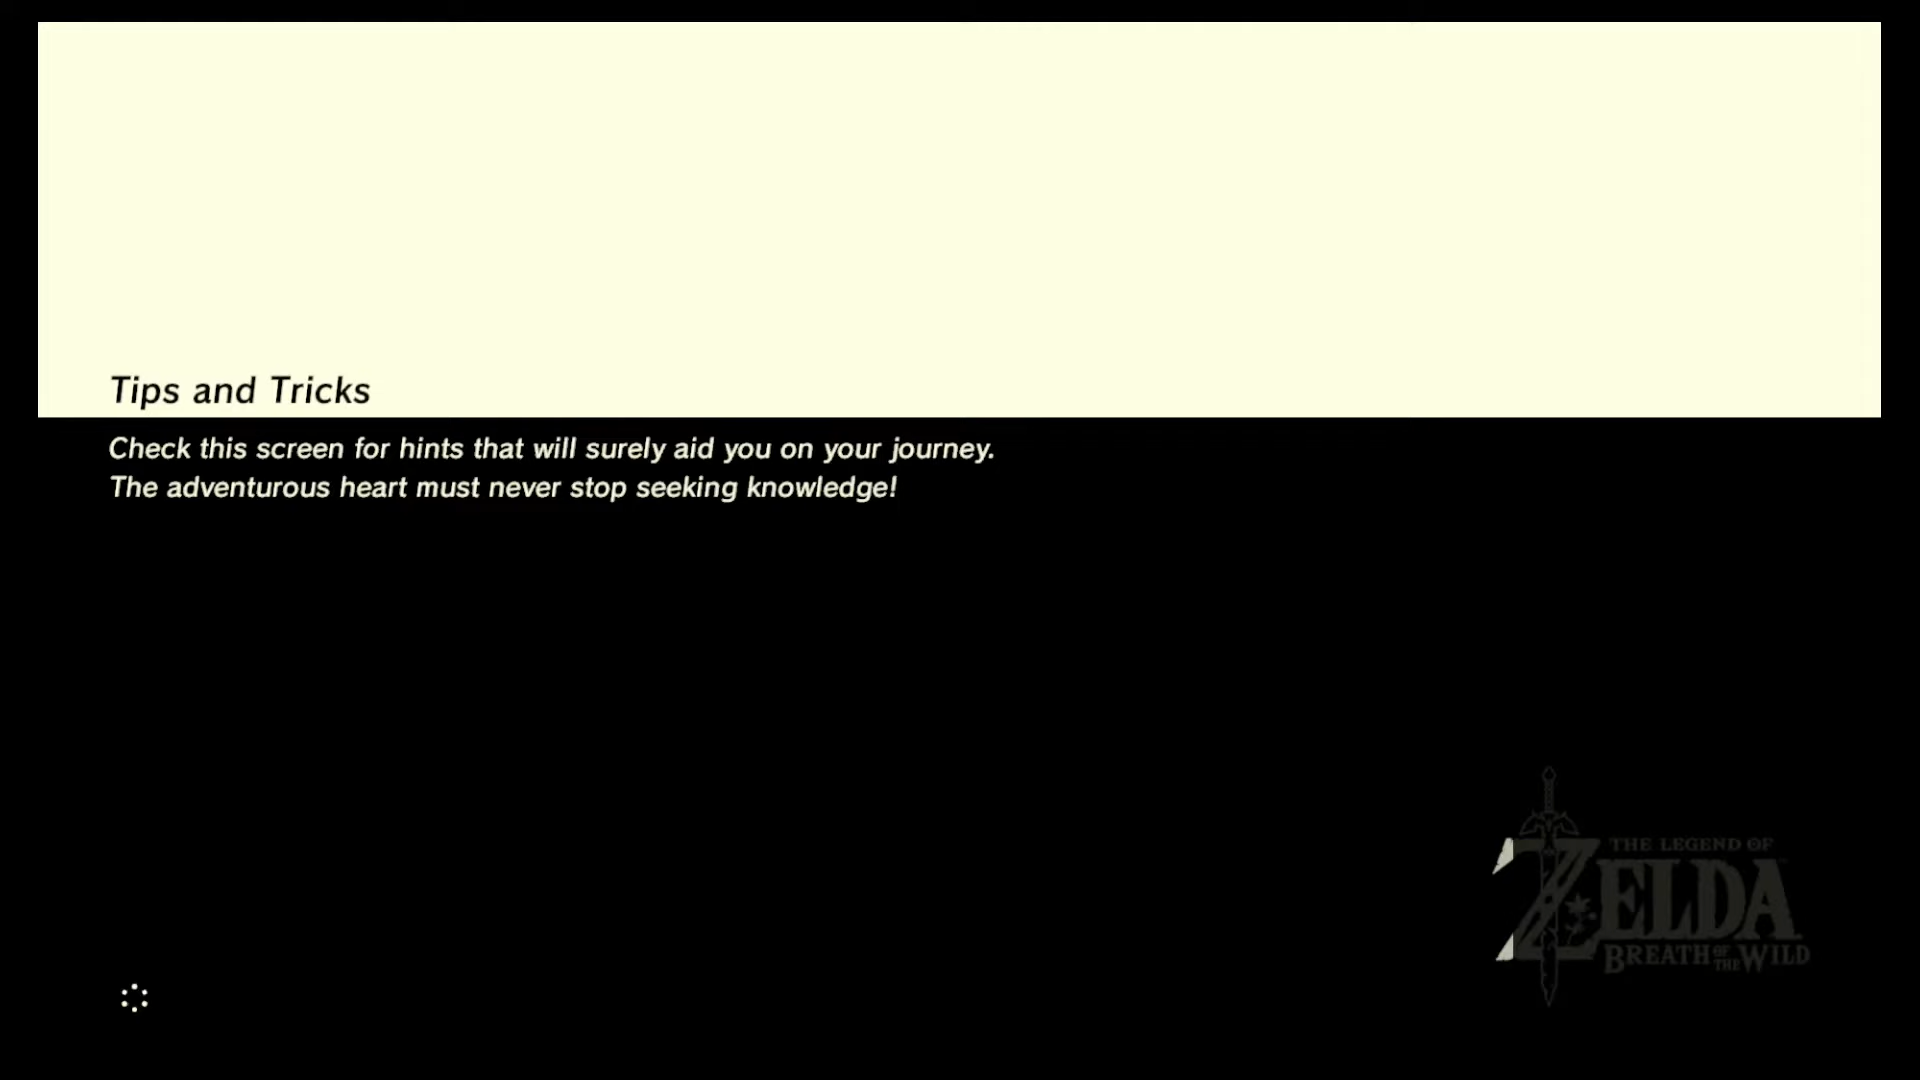 Tips and Tricks
Check this screen for hints that will surely aid you on your journey.
The adventurous heart must never stop seeking knowledge!
THE LEGEND OF
ZELDA
BREATH OF THE WILD